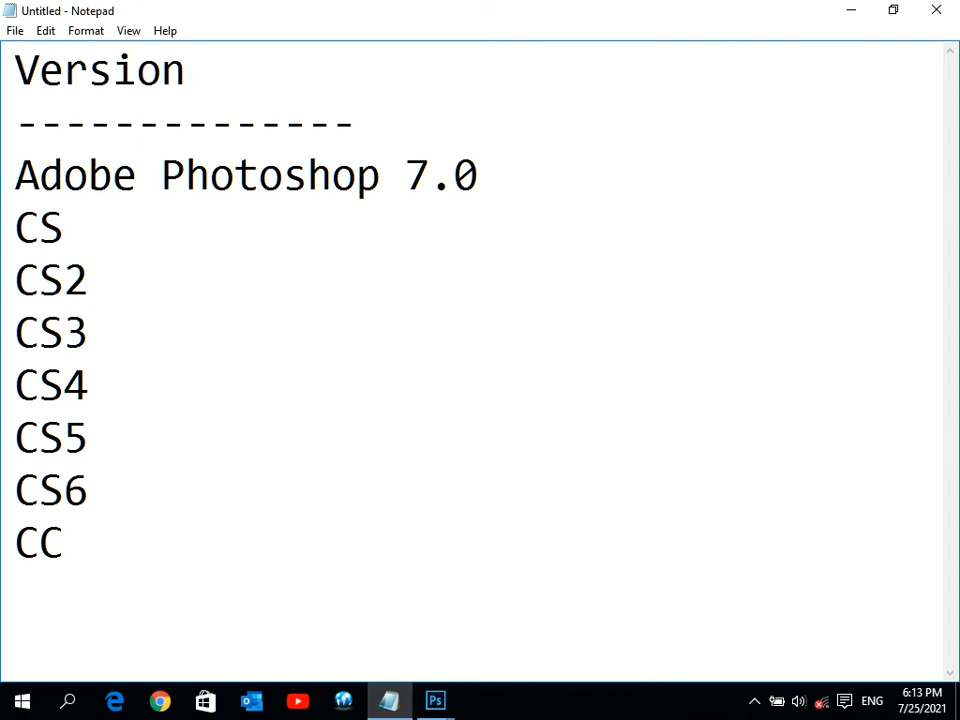 Untitled - Notepad
File Edit Format View Help
Version
--------------
Adobe Photoshop 7.0
CS
CS2
CS3
CS4
CS5
CS6
CC
Ps
ENG
6:13 PM
7/25/2021